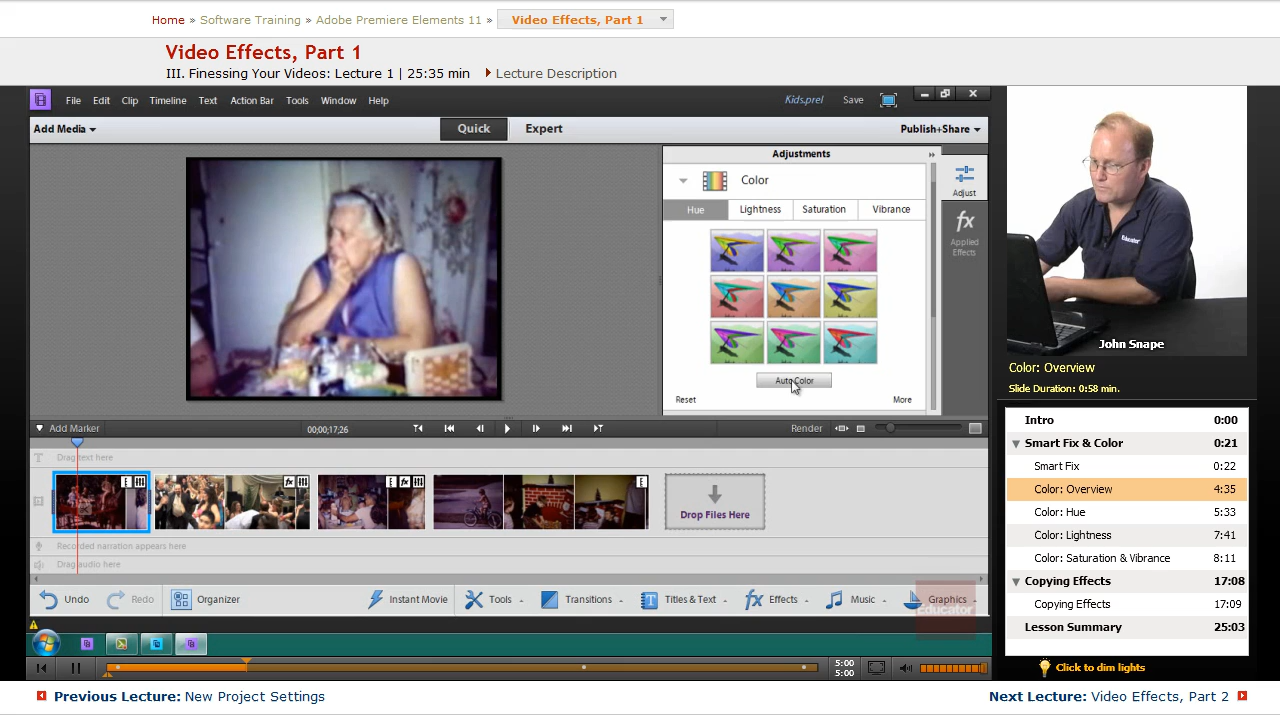 Home » Software Training » Adobe Premiere Elements 11 » Video Effects, Part 1
Video Effects, Part 1
III. Finessing Your Videos: Lecture 1 | 25:35 min Lecture Description
File Edit Clip Timeline Text Action Bar Tools Window Help Kids.prel Save
Add Media Quick Expert Publish+Share
Adjustments
Color
Adjust
Hue Lightness Saturation Vibrance
Applied
Effects
Auto Color
Reset More
Educator
John Snape
Color: Overview
Slide Duration: 0:58 min.
Add Marker 00;00;17;26 Render
Drag text here
Drop Files Here
Recorded narration appears here
Drag audio here
Undo Redo Organizer Instant Movie Tools Transitions Titles & Text Effects Music Graphics
Educator
Intro 0:00
Smart Fix & Color 0:21
Smart Fix 0:22
Color: Overview 4:35
Color: Hue 5:33
Color: Lightness 7:41
Color: Saturation & Vibrance 8:11
Copying Effects 17:08
Copying Effects 17:09
Lesson Summary 25:03
5:00
5:00
Click to dim lights
Previous Lecture: New Project Settings
Next Lecture: Video Effects, Part 2